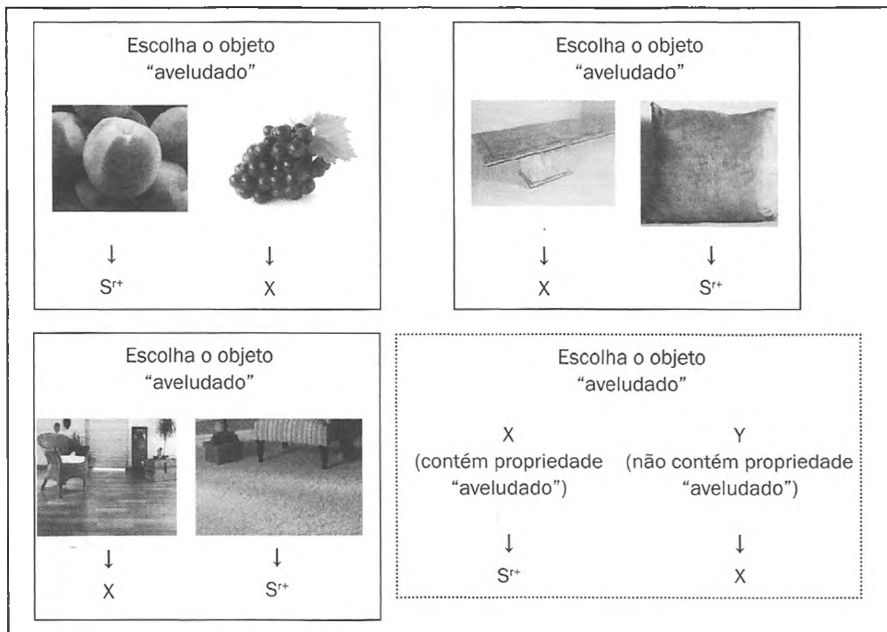 Escolha o objeto
“aveludado”
↓ ↓
Sʳ⁺ X
Escolha o objeto
“aveludado”
↓ ↓
X Sʳ⁺
Escolha o objeto
“aveludado”
↓ ↓
X Sʳ⁺
Escolha o objeto
“aveludado”
X Y
(contém propriedade (não contém propriedade
“aveludado”) “aveludado”)
↓ ↓
Sʳ⁺ X